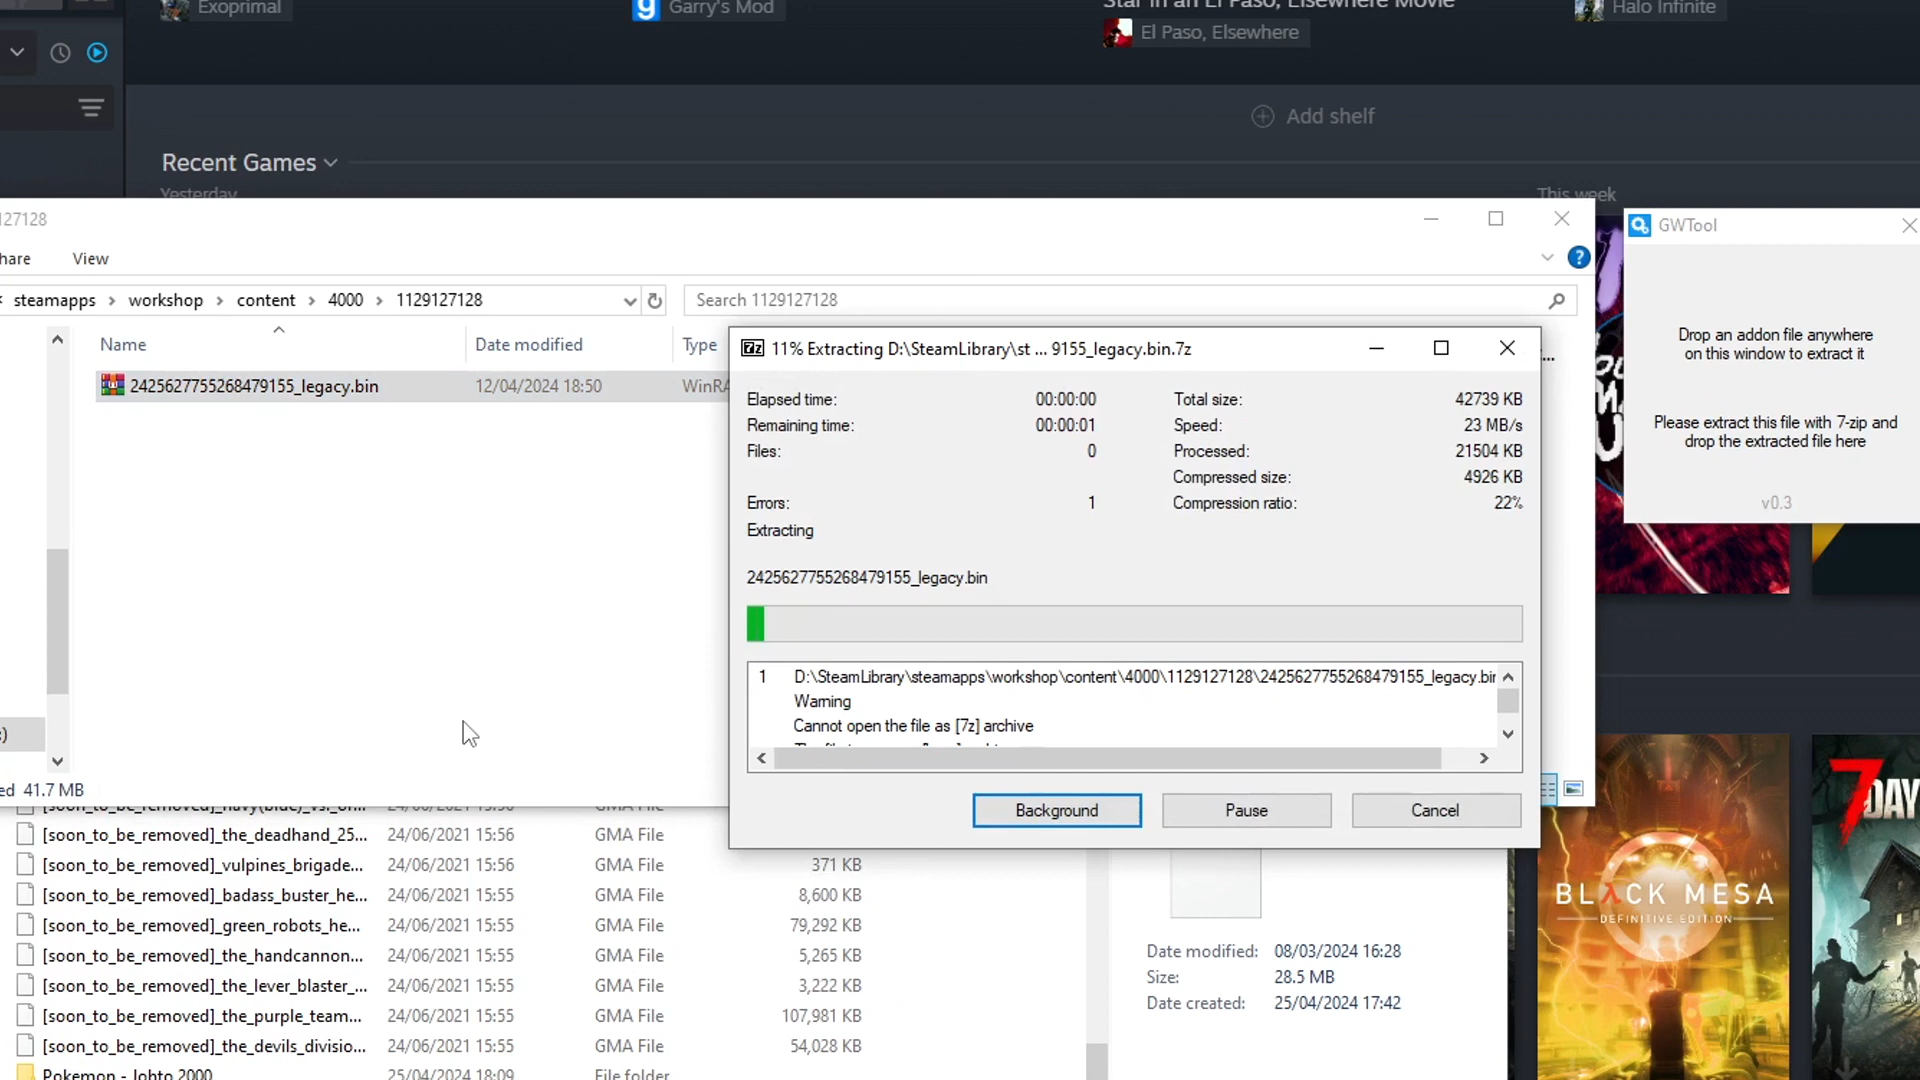 Exoprimal
Garry's Mod
Star in an El Paso, Elsewhere Movie
El Paso, Elsewhere
Halo Infinite
Add shelf
Recent Games
Yesterday
This week
127128
hare
View
steamapps > workshop > content > 4000 > 1129127128
Search 1129127128
Name
Date modified
Type
2425627755268479155_legacy.bin
12/04/2024 18:50
WinRA
41.7 MB
7z
11% Extracting D:\SteamLibrary\st ... 9155_legacy.bin.7z
Elapsed time: 00:00:00
Total size: 42739 KB
Remaining time: 00:00:01
Speed: 23 MB/s
Files: 0
Processed: 21504 KB
Compressed size: 4926 KB
Errors: 1
Compression ratio: 22%
Extracting
2425627755268479155_legacy.bin
1 D:\SteamLibrary\steamapps\workshop\content\4000\1129127128\2425627755268479155_legacy.bin
Warning
Cannot open the file as [7z] archive
Background
Pause
Cancel
GWTool
Drop an addon file anywhere
on this window to extract it
Please extract this file with 7-zip and
drop the extracted file here
v0.3
[soon_to_be_removed]_the_deadhand_25... 24/06/2021 15:56 GMA File
[soon_to_be_removed]_vulpines_brigade... 24/06/2021 15:56 GMA File 371 KB
[soon_to_be_removed]_badass_buster_he... 24/06/2021 15:55 GMA File 8,600 KB
[soon_to_be_removed]_green_robots_he... 24/06/2021 15:55 GMA File 79,292 KB
[soon_to_be_removed]_the_handcannon... 24/06/2021 15:55 GMA File 5,265 KB
[soon_to_be_removed]_the_lever_blaster_... 24/06/2021 15:55 GMA File 3,222 KB
[soon_to_be_removed]_the_purple_team... 24/06/2021 15:55 GMA File 107,981 KB
[soon_to_be_removed]_the_devils_divisio... 24/06/2021 15:55 GMA File 54,028 KB
Pokemon - Johto 2000 25/04/2024 18:09 File folder
Date modified: 08/03/2024 16:28
Size: 28.5 MB
Date created: 25/04/2024 17:42
BLACK MESA
DEFINITIVE EDITION
7 DAY